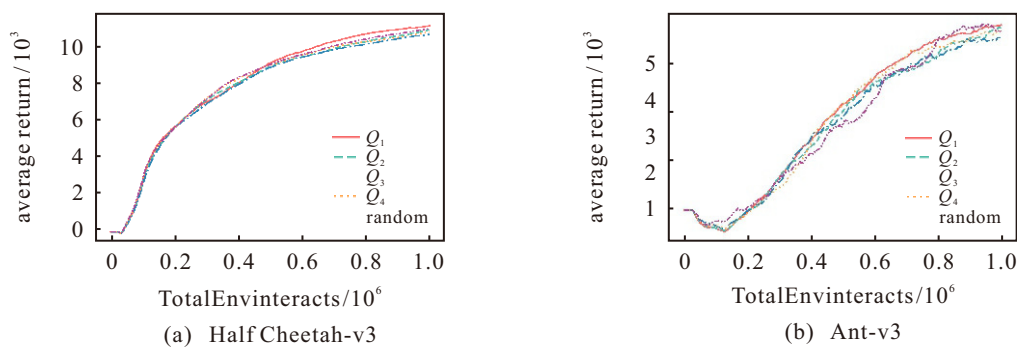 average return/10³
10
8
6
4
2
0
0
0.2
0.4
0.6
0.8
1.0
Q₁
Q₂
Q₃
Q₄
random
TotalEnvinteracts/10⁶
(a) Half Cheetah-v3
average return/10³
5
4
3
2
1
0
0.2
0.4
0.6
0.8
1.0
Q₁
Q₂
Q₃
Q₄
random
TotalEnvinteracts/10⁶
(b) Ant-v3